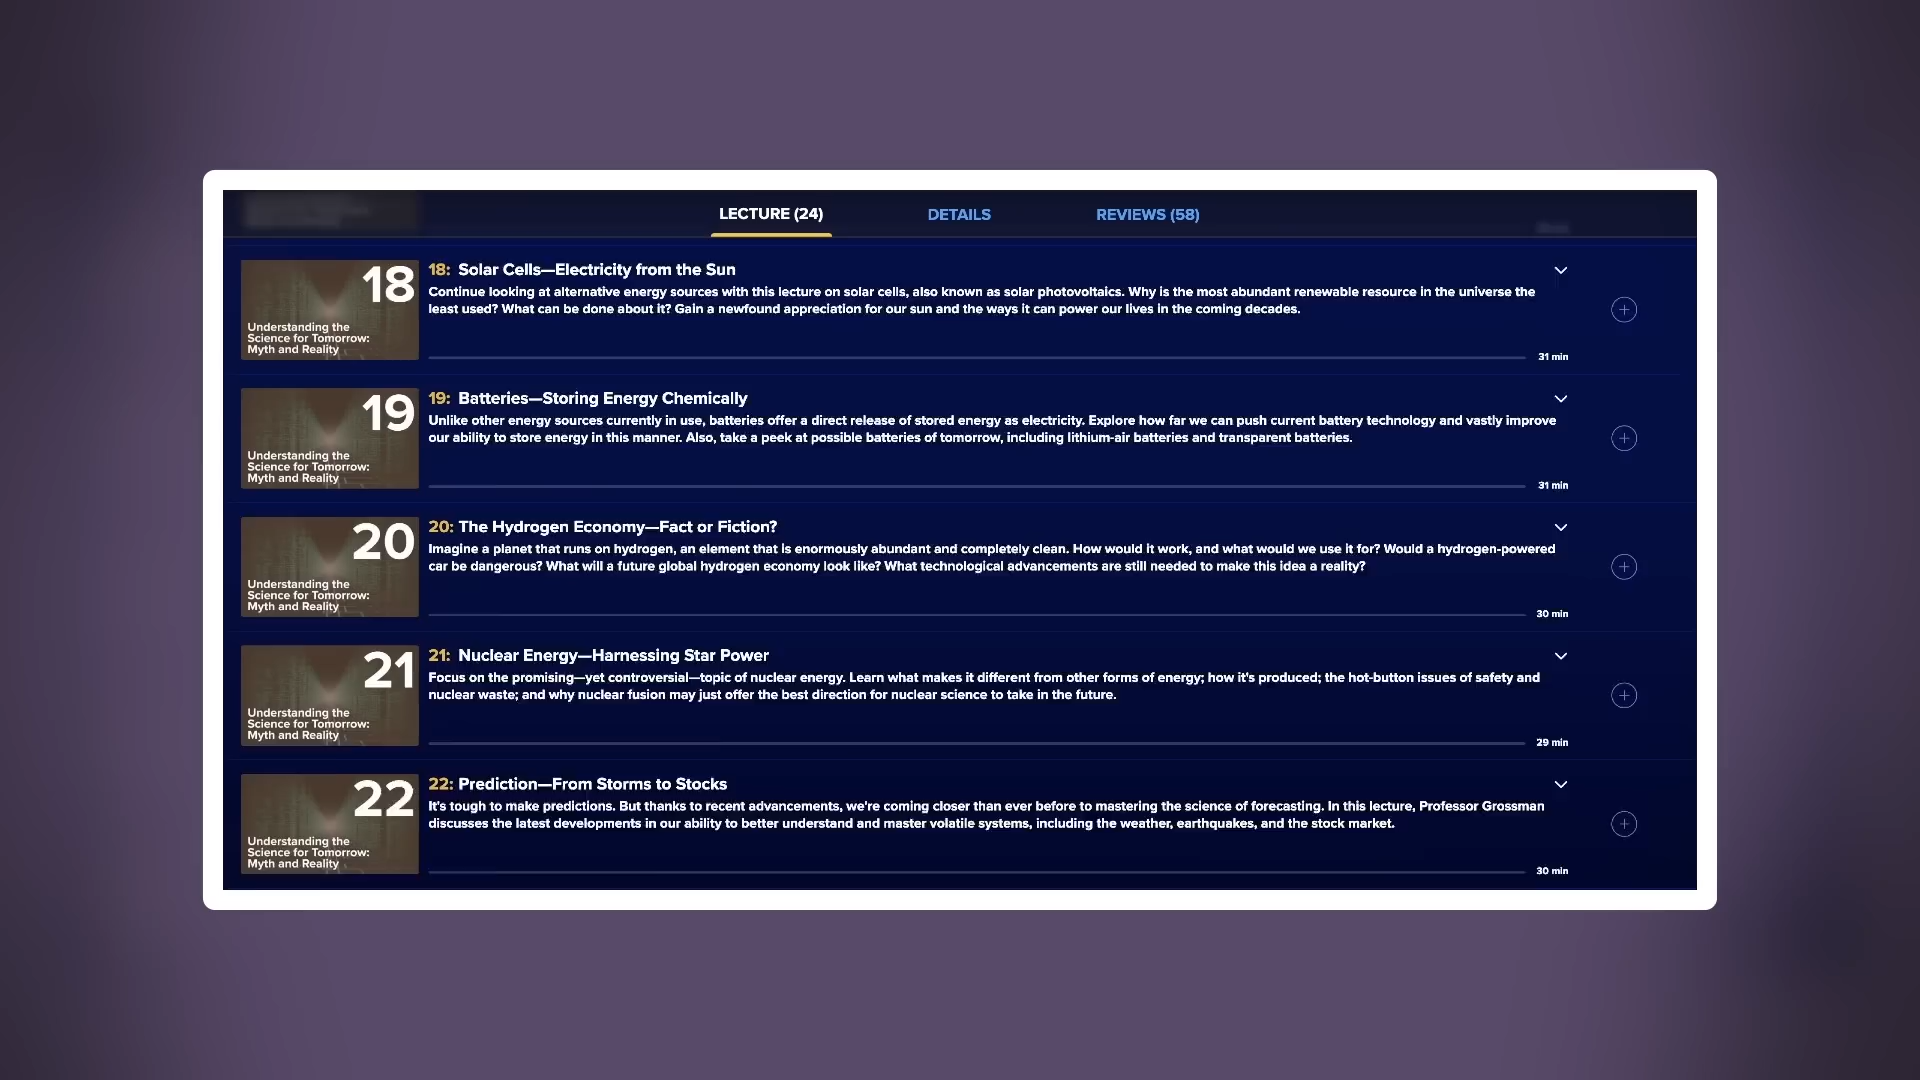 LECTURE (24)
DETAILS
REVIEWS (58)
18
Understanding the
Science for Tomorrow:
Myth and Reality
18: Solar Cells—Electricity from the Sun
Continue looking at alternative energy sources with this lecture on solar cells, also known as solar photovoltaics. Why is the most abundant renewable resource in the universe the
least used? What can be done about it? Gain a newfound appreciation for our sun and the ways it can power our lives in the coming decades.
31 min
19
Understanding the
Science for Tomorrow:
Myth and Reality
19: Batteries—Storing Energy Chemically
Unlike other energy sources currently in use, batteries offer a direct release of stored energy as electricity. Explore how far we can push current battery technology and vastly improve
our ability to store energy in this manner. Also, take a peek at possible batteries of tomorrow, including lithium-air batteries and transparent batteries.
31 min
20
Understanding the
Science for Tomorrow:
Myth and Reality
20: The Hydrogen Economy—Fact or Fiction?
Imagine a planet that runs on hydrogen, an element that is enormously abundant and completely clean. How would it work, and what would we use it for? Would a hydrogen-powered
car be dangerous? What will a future global hydrogen economy look like? What technological advancements are still needed to make this idea a reality?
30 min
21
Understanding the
Science for Tomorrow:
Myth and Reality
21: Nuclear Energy—Harnessing Star Power
Focus on the promising—yet controversial—topic of nuclear energy. Learn what makes it different from other forms of energy; how it's produced; the hot-button issues of safety and
nuclear waste; and why nuclear fusion may just offer the best direction for nuclear science to take in the future.
29 min
22
Understanding the
Science for Tomorrow:
Myth and Reality
22: Prediction—From Storms to Stocks
It's tough to make predictions. But thanks to recent advancements, we're coming closer than ever before to mastering the science of forecasting. In this lecture, Professor Grossman
discusses the latest developments in our ability to better understand and master volatile systems, including the weather, earthquakes, and the stock market.
30 min